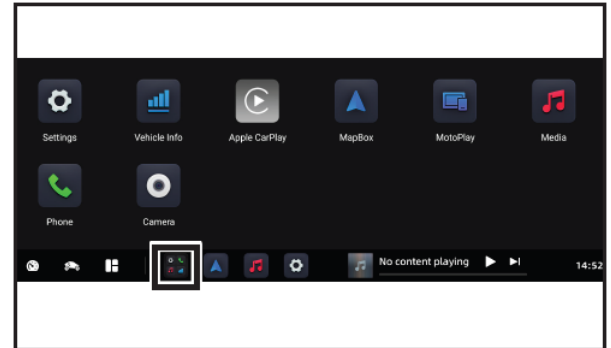 Settings Vehicle Info Apple CarPlay MapBox MotoPlay Media
Phone Camera
No content playing 14:52